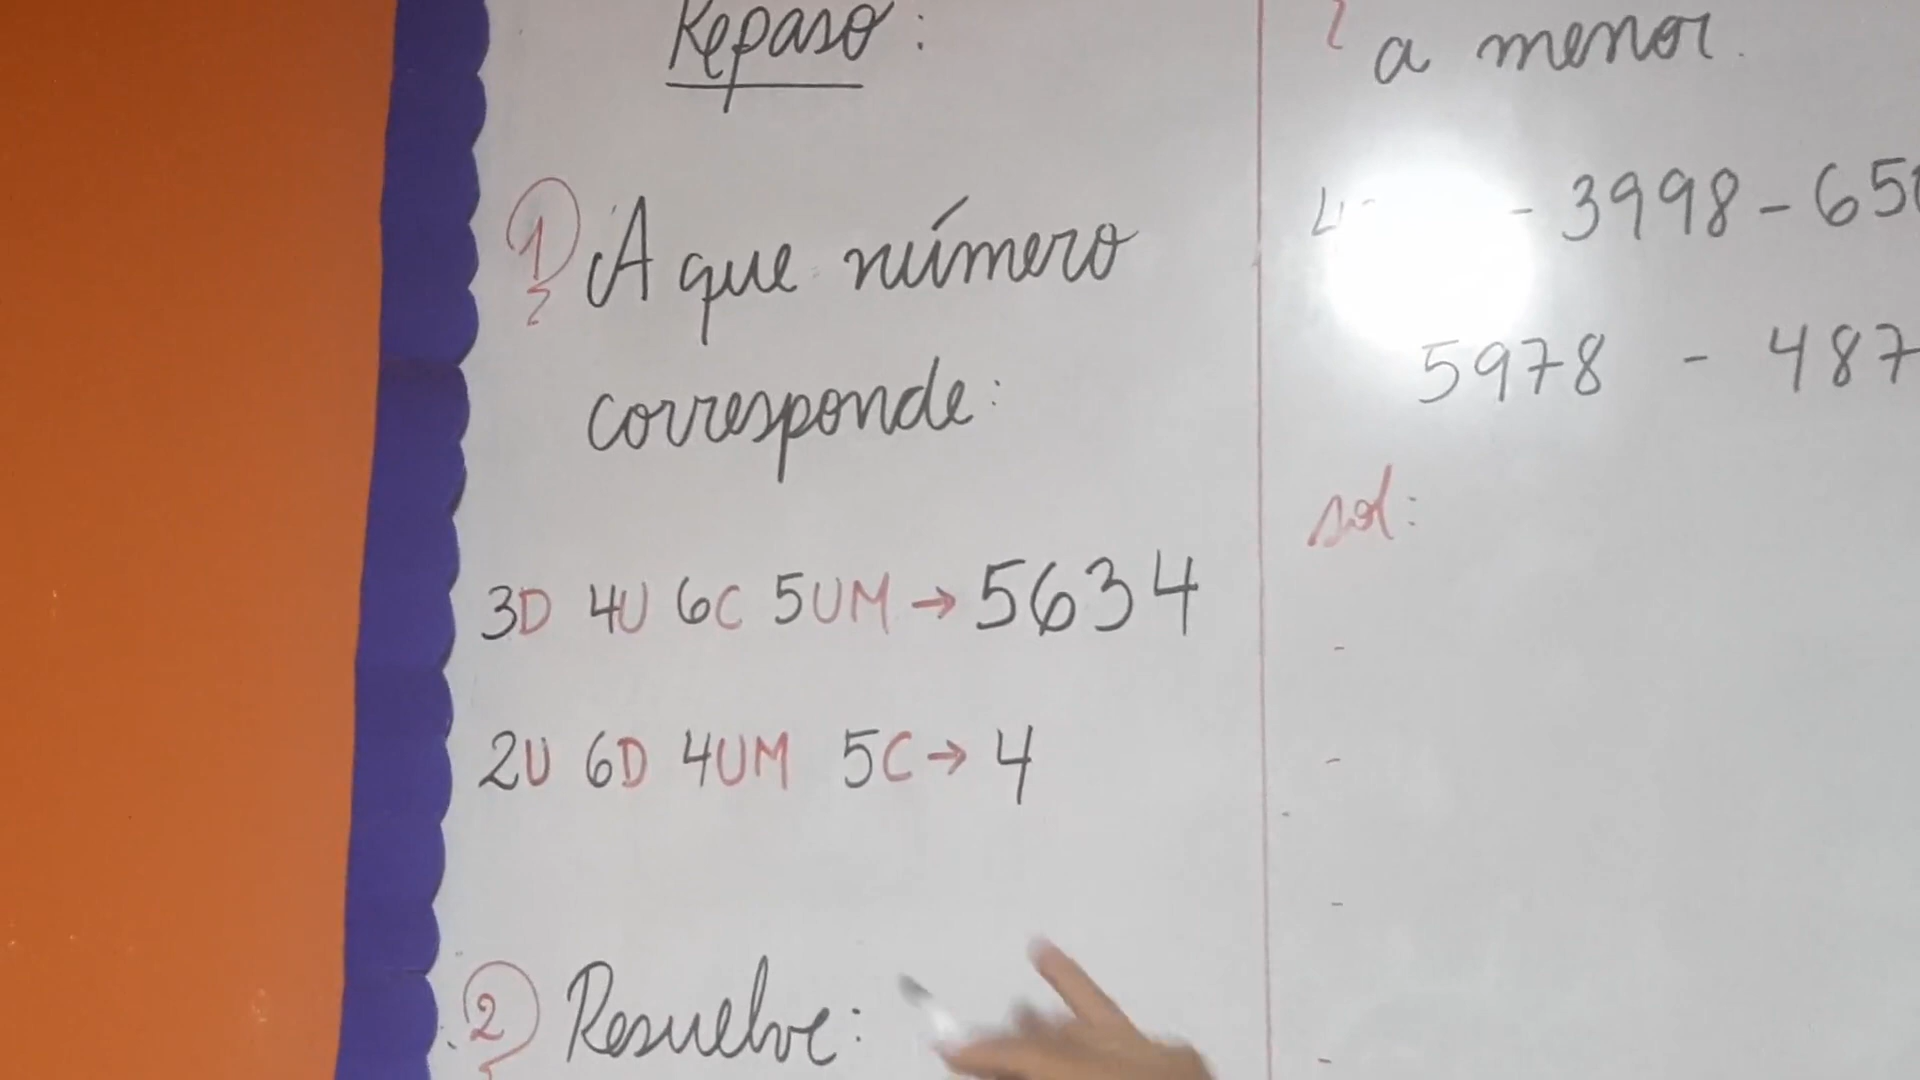 Repaso:
1) A que número
corresponde:
3D 4U 6C 5UM → 5634
2U 6D 4UM 5C → 4
2 Resuelve:
a menor.
- 3998 - 65
5978 - 487
sol:
-
-
-
-